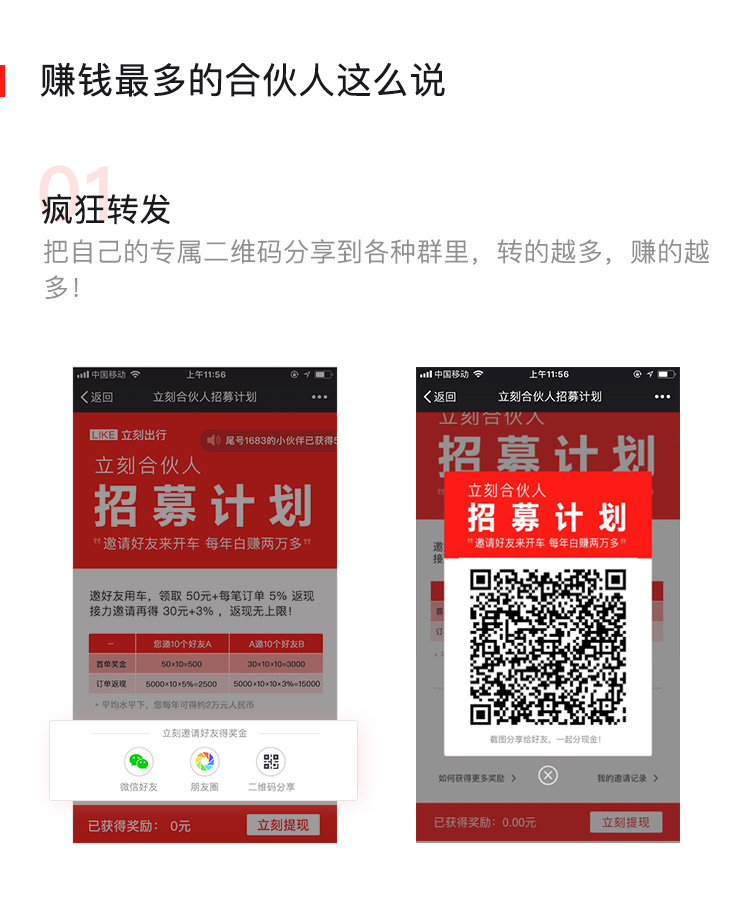 赚钱最多的合伙人这么说
01
疯狂转发
把自己的专属二维码分享到各种群里，转的越多，赚的越
多！
中国移动 上午11:56
返回 立刻合伙人招募计划
LIKE 立刻出行
尾号1683的小伙伴已获得
立刻合伙人
招募计划
"邀请好友来开车 每年白赚两万多"
邀好友用车，领取 50元+每笔订单 5% 返现
接力邀请再得 30元+3% ，返现无上限！
— 您邀10个好友A A邀10个好友B
首单奖金 50×10=500 30×10×10=3000
订单返现 5000×10×5%=2500 5000×10×10×3%=15000
* 平均水平下，您每年可得约2万元人民币
立刻邀请好友得奖金
微信好友 朋友圈 二维码分享
已获得奖励： 0元 立刻提现
中国移动 上午11:56
返回 立刻合伙人招募计划
立刻合伙人
招募计划
立刻合伙人
招募计划
"邀请好友来开车 每年白赚两万多"
邀
接
首
订
截图分享给好友，一起分现金！
如何获得更多奖励 我的邀请记录
已获得奖励：0.00元 立刻提现